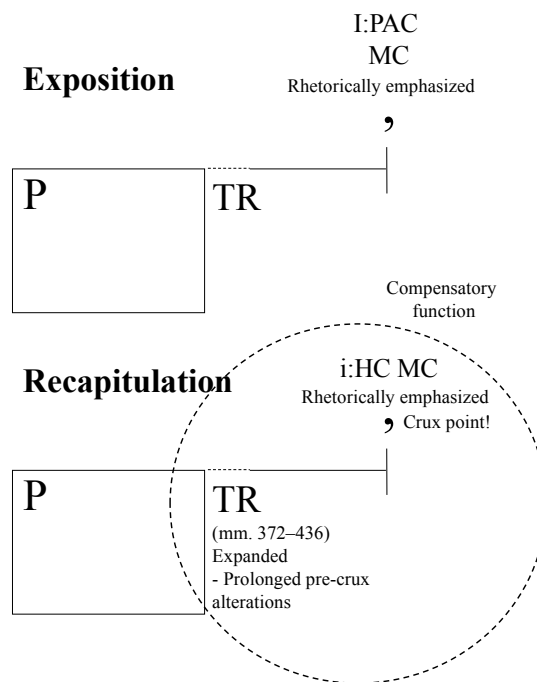 I:PAC
MC
Exposition
Rhetorically emphasized
,
P
TR
Compensatory
function
Recapitulation
i:HC MC
Rhetorically emphasized
, Crux point!
P
TR
(mm. 372–436)
Expanded
- Prolonged pre-crux
alterations